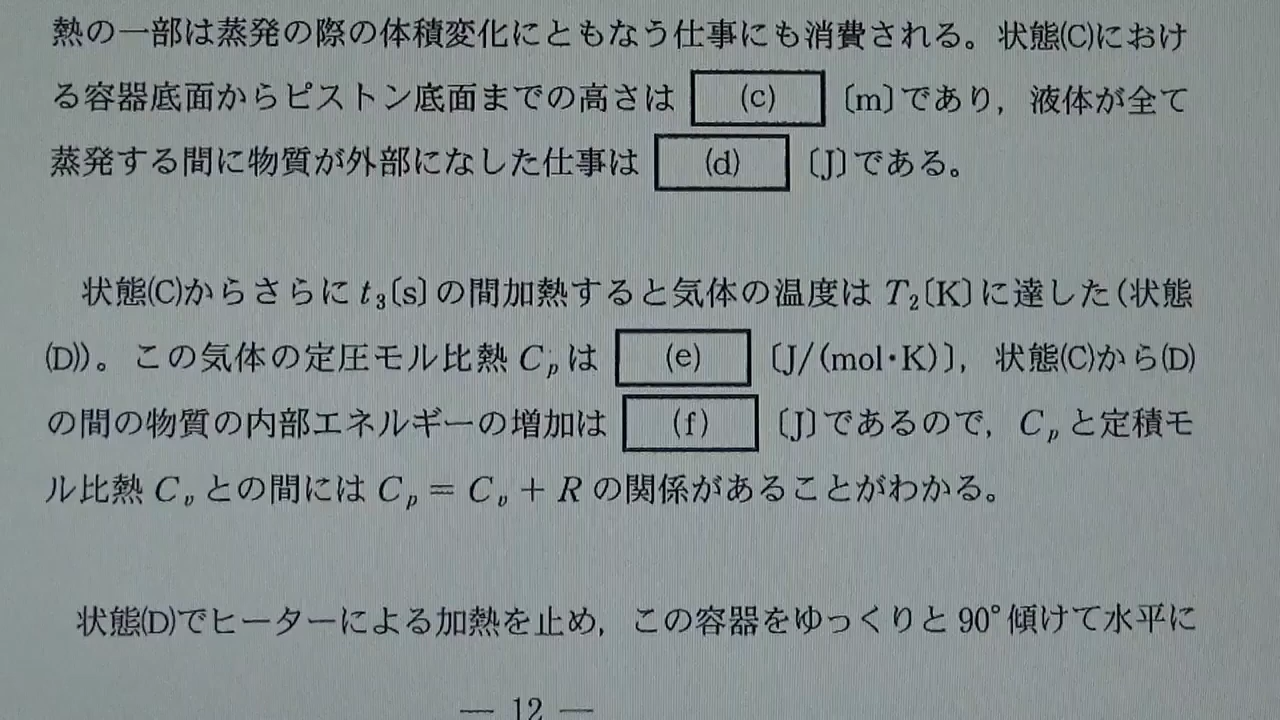 熱の一部は蒸発の際の体積変化にともなう仕事にも消費される。状態(C)におけ
る容器底面からピストン底面までの高さは (c) 〔m〕であり，液体が全て
蒸発する間に物質が外部になした仕事は (d) 〔J〕である。
状態(C)からさらに t₃〔s〕の間加熱すると気体の温度は T₂〔K〕に達した(状態
(D))。この気体の定圧モル比熱 Cₚ は (e) 〔J/(mol·K)〕，状態(C)から(D)
の間の物質の内部エネルギーの増加は (f) 〔J〕であるので，Cₚ と定積モ
ル比熱 Cᵥ との間には Cₚ = Cᵥ + R の関係があることがわかる。
状態(D)でヒーターによる加熱を止め，この容器をゆっくりと 90° 傾けて水平に
— 12 —